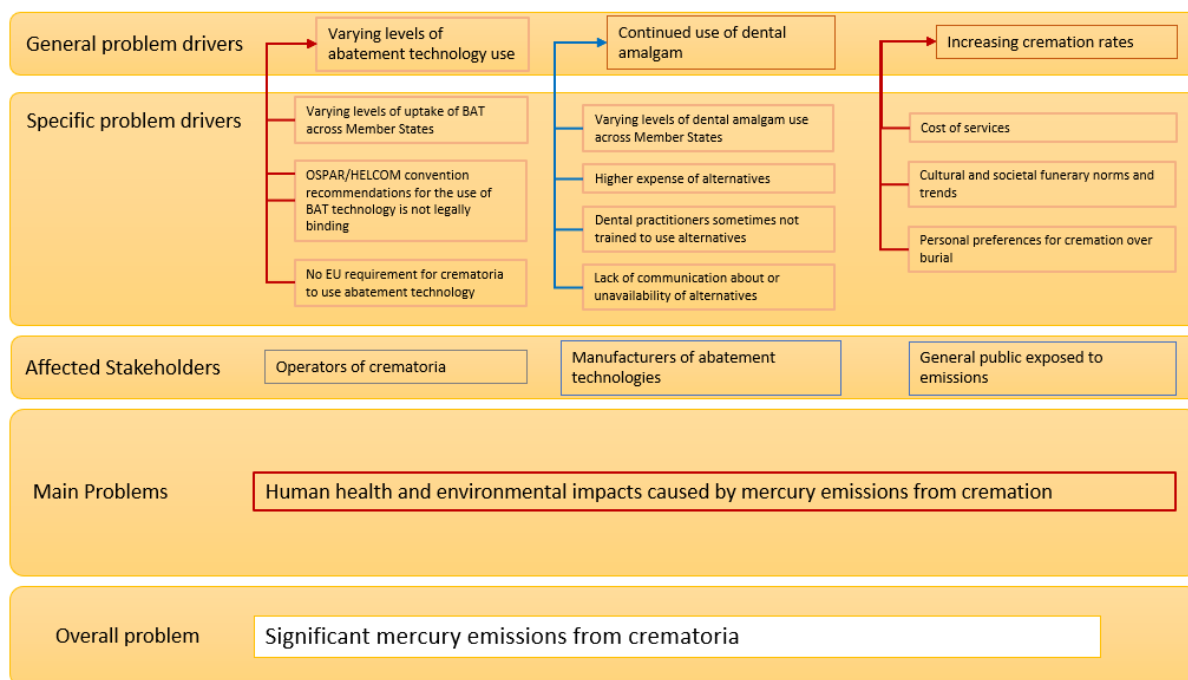 General problem drivers
Varying levels of
abatement technology use
Continued use of dental
amalgam
Increasing cremation rates
Specific problem drivers
Varying levels of uptake of BAT
across Member States
OSPAR/HELCOM convention
recommendations for the use of
BAT technology is not legally
binding
No EU requirement for crematoria
to use abatement technology
Varying levels of dental amalgam use
across Member States
Higher expense of alternatives
Dental practitioners sometimes not
trained to use alternatives
Lack of communication about or
unavailability of alternatives
Cost of services
Cultural and societal funerary norms and
trends
Personal preferences for cremation over
burial
Affected Stakeholders
Operators of crematoria
Manufacturers of abatement
technologies
General public exposed to
emissions
Main Problems
Human health and environmental impacts caused by mercury emissions from cremation
Overall problem
Significant mercury emissions from crematoria